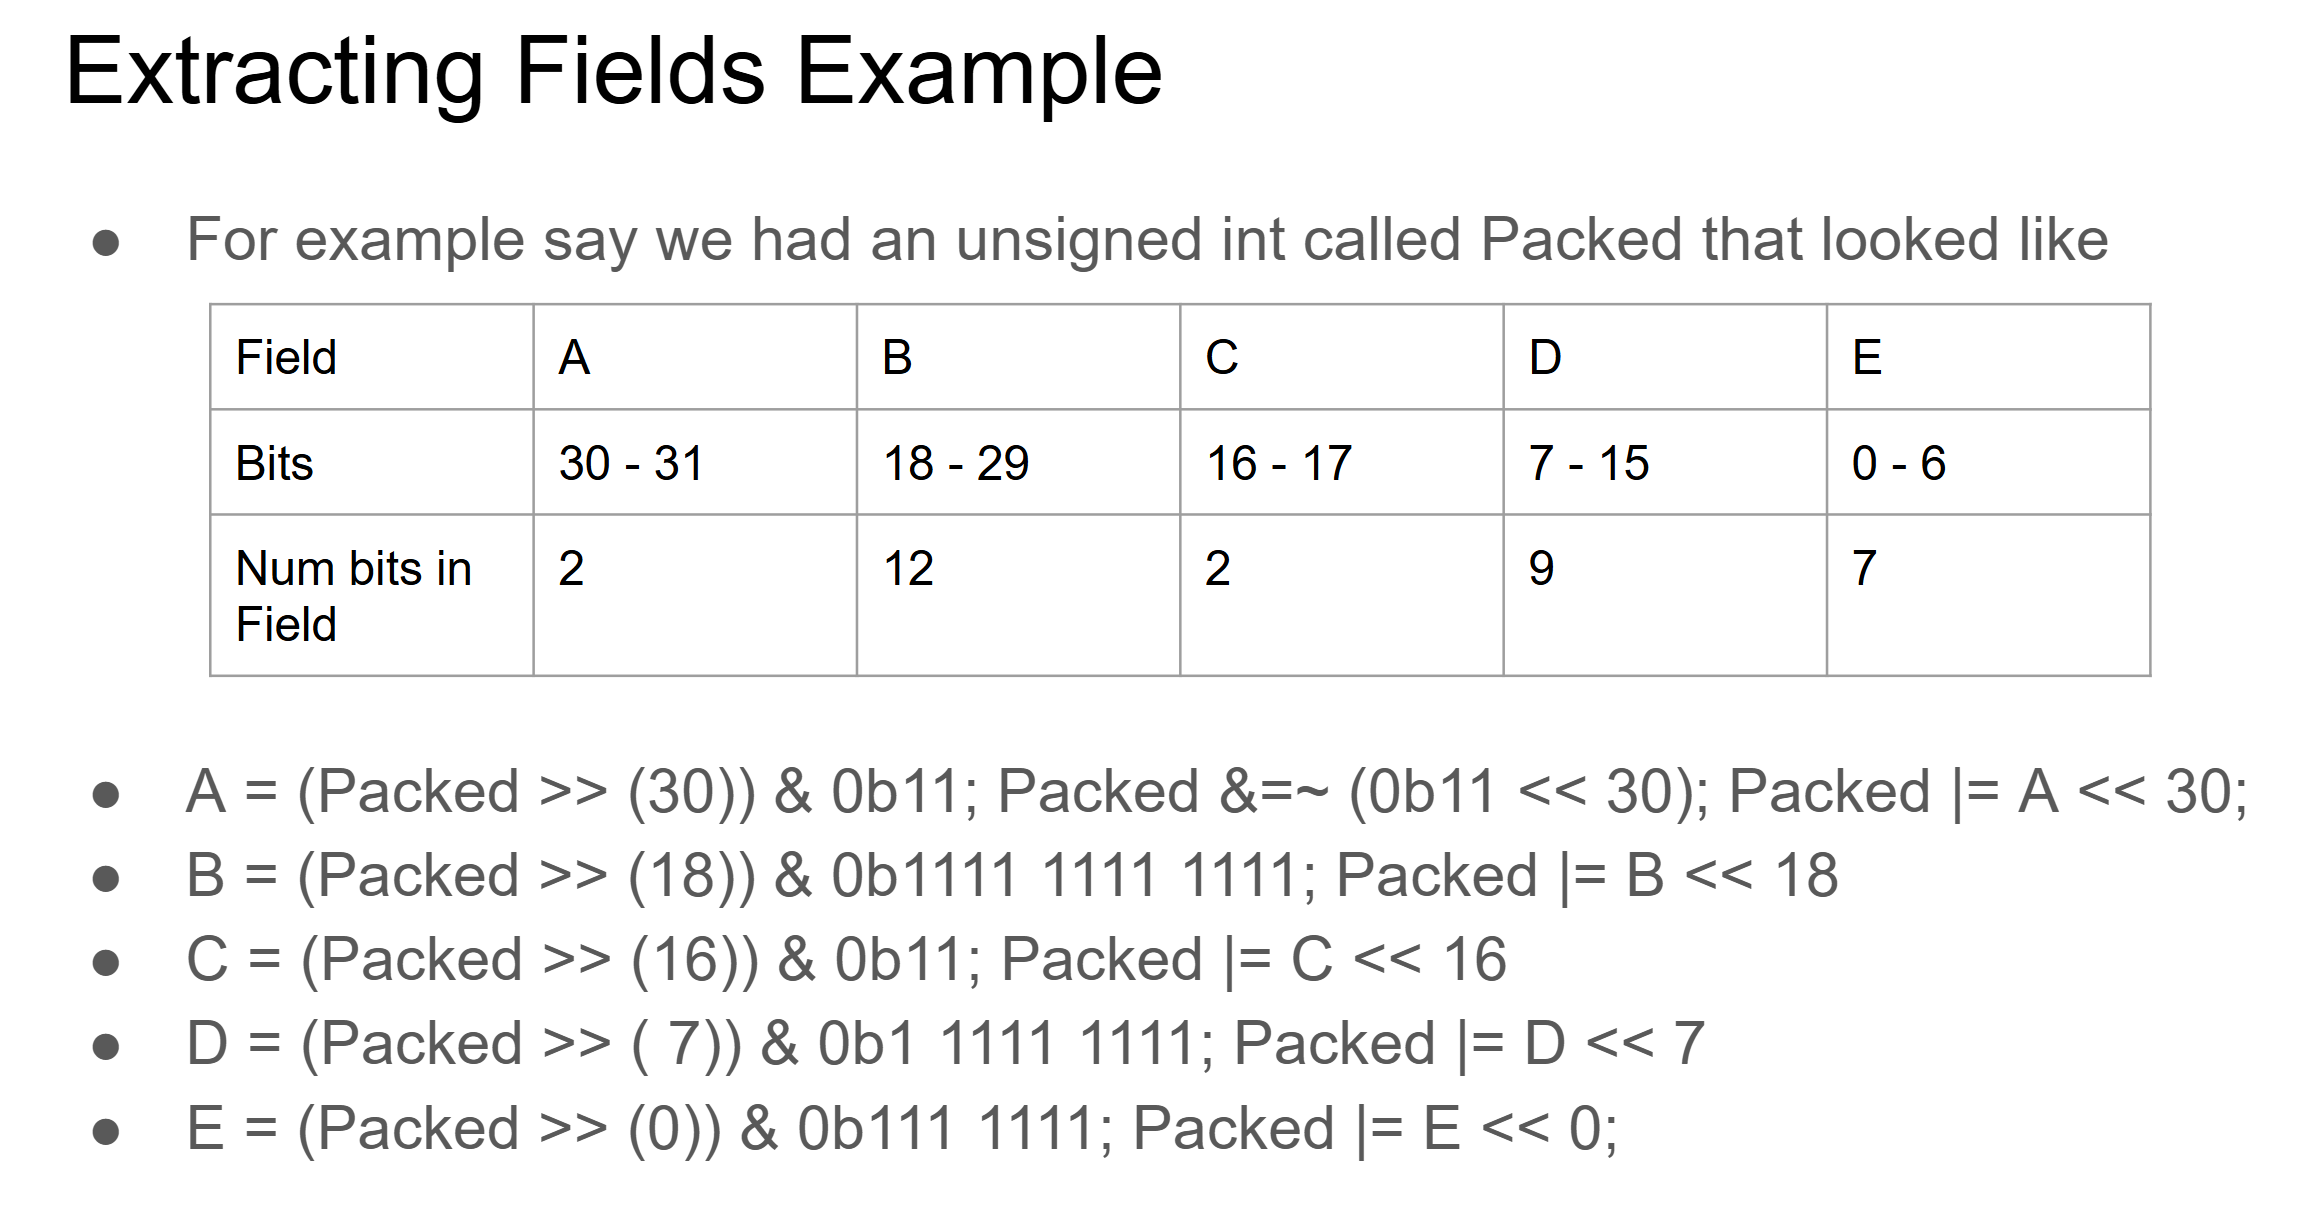 Extracting Fields Example
● For example say we had an unsigned int called Packed that looked like
Field A B C D E
Bits 30 - 31 18 - 29 16 - 17 7 - 15 0 - 6
Num bits in 2 12 2 9 7
Field
● A = (Packed >> (30)) & 0b11; Packed &=~ (0b11 << 30); Packed |= A << 30;
● B = (Packed >> (18)) & 0b1111 1111 1111; Packed |= B << 18
● C = (Packed >> (16)) & 0b11; Packed |= C << 16
● D = (Packed >> ( 7)) & 0b1 1111 1111; Packed |= D << 7
● E = (Packed >> (0)) & 0b111 1111; Packed |= E << 0;